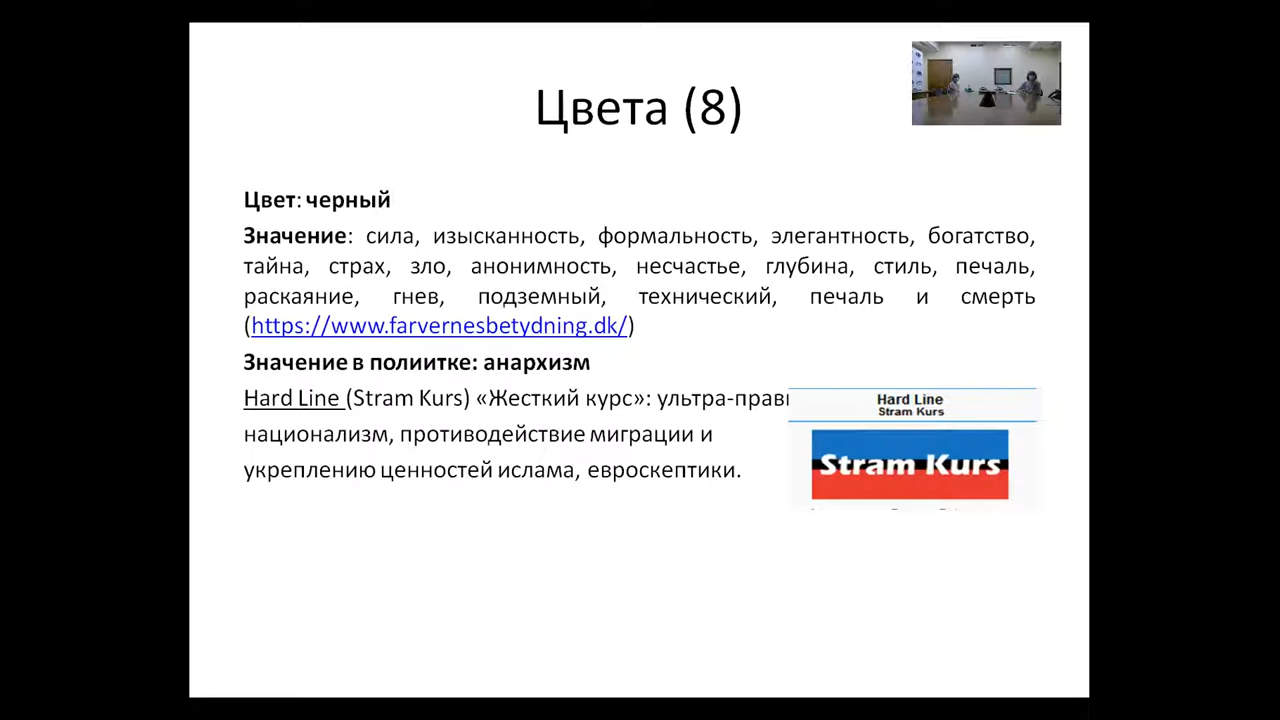 Цвета (8)
Цвет: черный
Значение: сила, изысканность, формальность, элегантность, богатство,
тайна, страх, зло, анонимность, несчастье, глубина, стиль, печаль,
раскаяние, гнев, подземный, технический, печаль и смерть
(https://www.farvernesbetydning.dk/)
Значение в полиитке: анархизм
Hard Line (Stram Kurs) «Жесткий курс»: ультра-прав
национализм, противодействие миграции и
укреплению ценностей ислама, евроскептики.
Hard Line
Stram Kurs
Stram Kurs